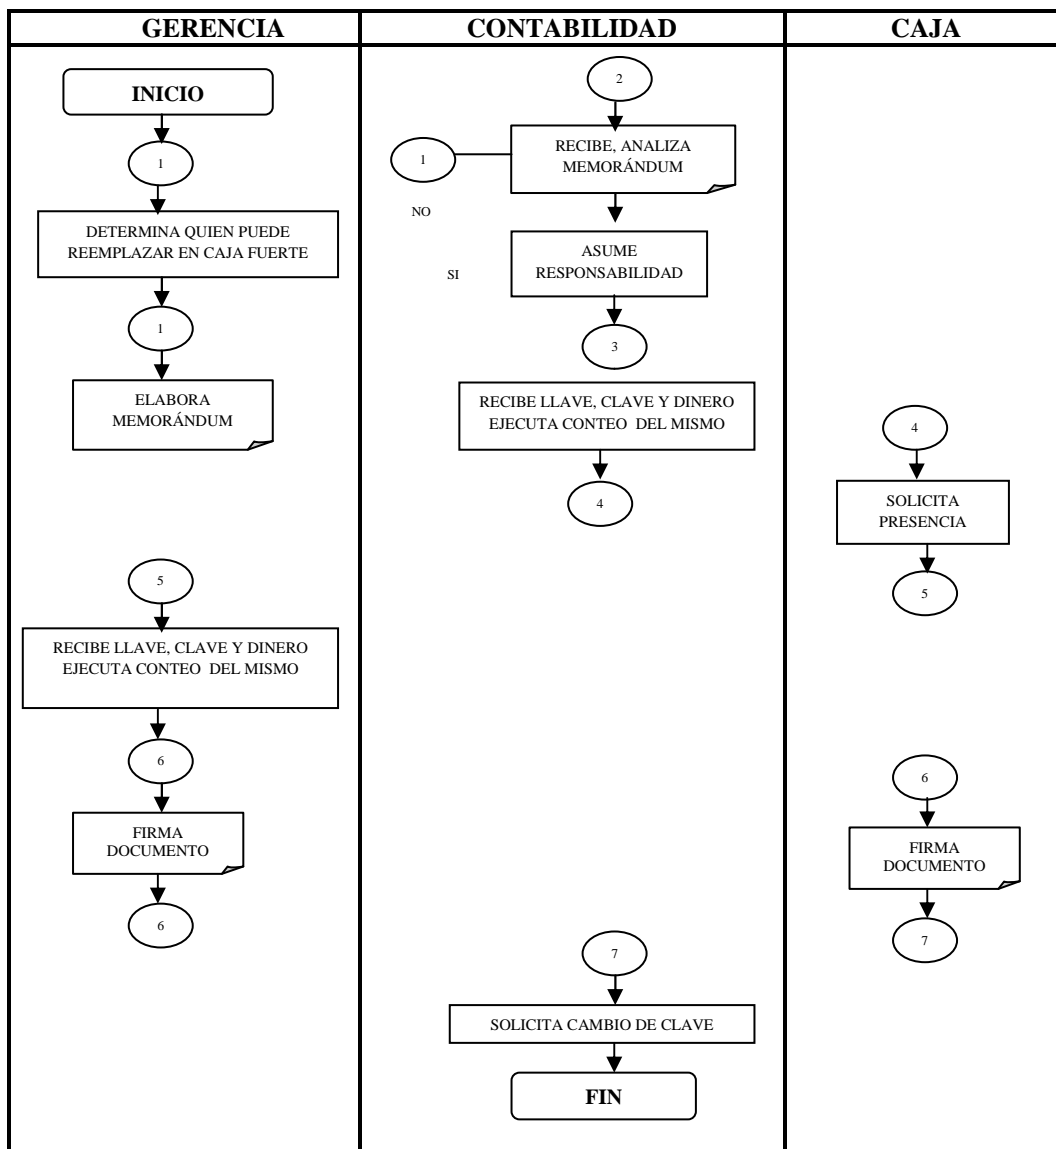 GERENCIA
CONTABILIDAD
CAJA
INICIO
1
DETERMINA QUIEN PUEDE
REEMPLAZAR EN CAJA FUERTE
1
ELABORA
MEMORÁNDUM
5
RECIBE LLAVE, CLAVE Y DINERO
EJECUTA CONTEO DEL MISMO
6
FIRMA
DOCUMENTO
6
2
1
RECIBE, ANALIZA
MEMORÁNDUM
NO
SI
ASUME
RESPONSABILIDAD
3
RECIBE LLAVE, CLAVE Y DINERO
EJECUTA CONTEO DEL MISMO
4
7
SOLICITA CAMBIO DE CLAVE
FIN
4
SOLICITA
PRESENCIA
5
6
FIRMA
DOCUMENTO
7